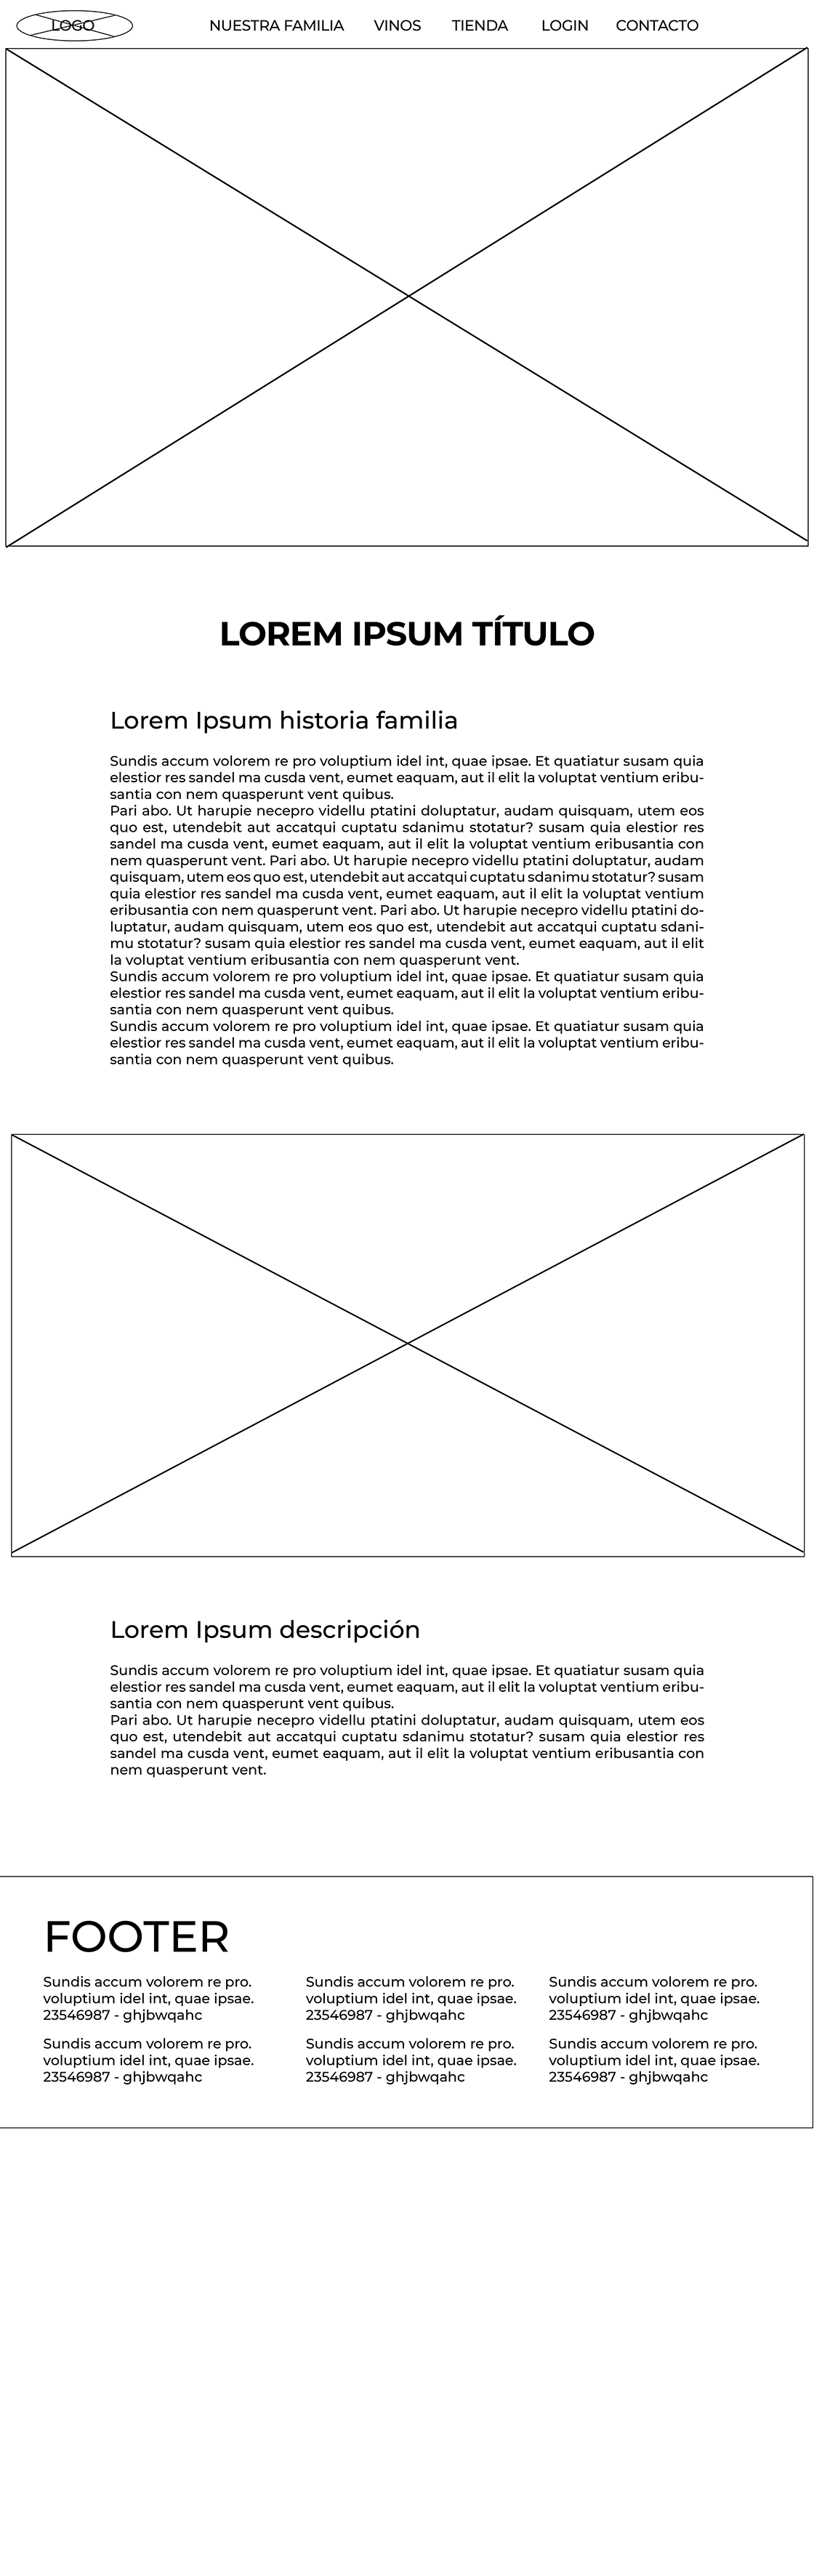 LOGO NUESTRA FAMILIA VINOS TIENDA LOGIN CONTACTO
LOREM IPSUM TÍTULO
Lorem Ipsum historia familia
Sundis accum volorem re pro voluptium idel int, quae ipsae. Et quatiatur susam quia
elestior res sandel ma cusda vent, eumet eaquam, aut il elit la voluptat ventium eribu-
santia con nem quasperunt vent quibus.
Pari abo. Ut harupie necepro videllu ptatini doluptatur, audam quisquam, utem eos
quo est, utendebit aut accatqui cuptatu sdanimu stotatur? susam quia elestior res
sandel ma cusda vent, eumet eaquam, aut il elit la voluptat ventium eribusantia con
nem quasperunt vent. Pari abo. Ut harupie necepro videllu ptatini doluptatur, audam
quisquam, utem eos quo est, utendebit aut accatqui cuptatu sdanimu stotatur? susam
quia elestior res sandel ma cusda vent, eumet eaquam, aut il elit la voluptat ventium
eribusantia con nem quasperunt vent. Pari abo. Ut harupie necepro videllu ptatini do-
luptatur, audam quisquam, utem eos quo est, utendebit aut accatqui cuptatu sdani-
mu stotatur? susam quia elestior res sandel ma cusda vent, eumet eaquam, aut il elit
la voluptat ventium eribusantia con nem quasperunt vent.
Sundis accum volorem re pro voluptium idel int, quae ipsae. Et quatiatur susam quia
elestior res sandel ma cusda vent, eumet eaquam, aut il elit la voluptat ventium eribu-
santia con nem quasperunt vent quibus.
Sundis accum volorem re pro voluptium idel int, quae ipsae. Et quatiatur susam quia
elestior res sandel ma cusda vent, eumet eaquam, aut il elit la voluptat ventium eribu-
santia con nem quasperunt vent quibus.
Lorem Ipsum descripción
Sundis accum volorem re pro voluptium idel int, quae ipsae. Et quatiatur susam quia
elestior res sandel ma cusda vent, eumet eaquam, aut il elit la voluptat ventium eribu-
santia con nem quasperunt vent quibus.
Pari abo. Ut harupie necepro videllu ptatini doluptatur, audam quisquam, utem eos
quo est, utendebit aut accatqui cuptatu sdanimu stotatur? susam quia elestior res
sandel ma cusda vent, eumet eaquam, aut il elit la voluptat ventium eribusantia con
nem quasperunt vent.
FOOTER
Sundis accum volorem re pro.
voluptium idel int, quae ipsae.
23546987 - ghjbwqahc
Sundis accum volorem re pro.
voluptium idel int, quae ipsae.
23546987 - ghjbwqahc
Sundis accum volorem re pro.
voluptium idel int, quae ipsae.
23546987 - ghjbwqahc
Sundis accum volorem re pro.
voluptium idel int, quae ipsae.
23546987 - ghjbwqahc
Sundis accum volorem re pro.
voluptium idel int, quae ipsae.
23546987 - ghjbwqahc
Sundis accum volorem re pro.
voluptium idel int, quae ipsae.
23546987 - ghjbwqahc